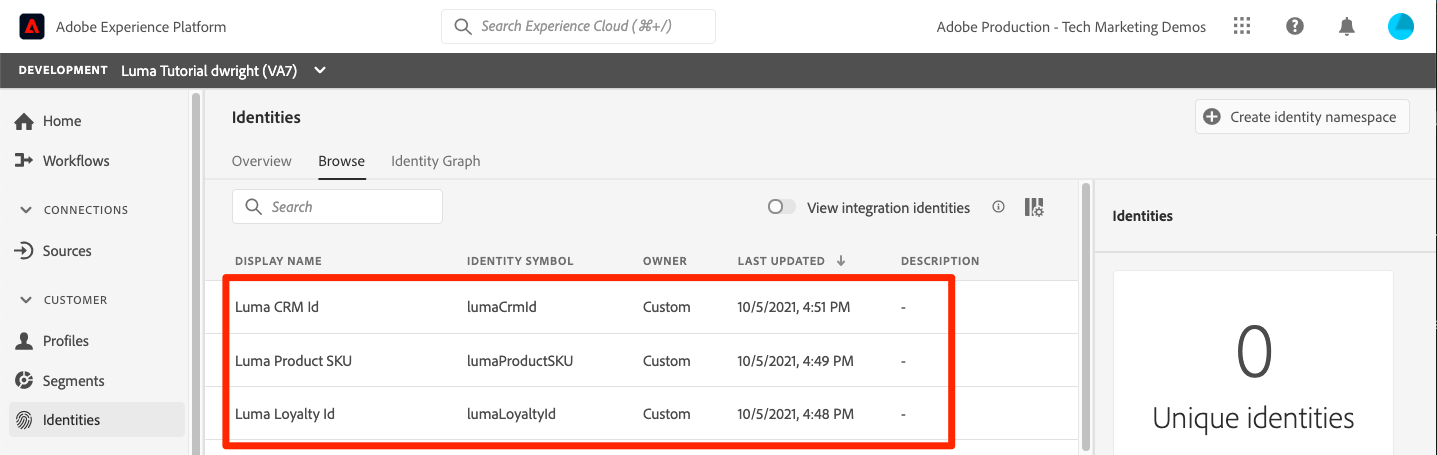 Adobe Experience Platform
Search Experience Cloud (⌘+/)
Adobe Production - Tech Marketing Demos
DEVELOPMENT Luma Tutorial dwright (VA7)
Home
Workflows
CONNECTIONS
Sources
CUSTOMER
Profiles
Segments
Identities
Identities
Create identity namespace
Overview Browse Identity Graph
Search
View integration identities
DISPLAY NAME IDENTITY SYMBOL OWNER LAST UPDATED DESCRIPTION
Luma CRM Id lumaCrmId Custom 10/5/2021, 4:51 PM -
Luma Product SKU lumaProductSKU Custom 10/5/2021, 4:49 PM -
Luma Loyalty Id lumaLoyaltyId Custom 10/5/2021, 4:48 PM -
Identities
0
Unique identities